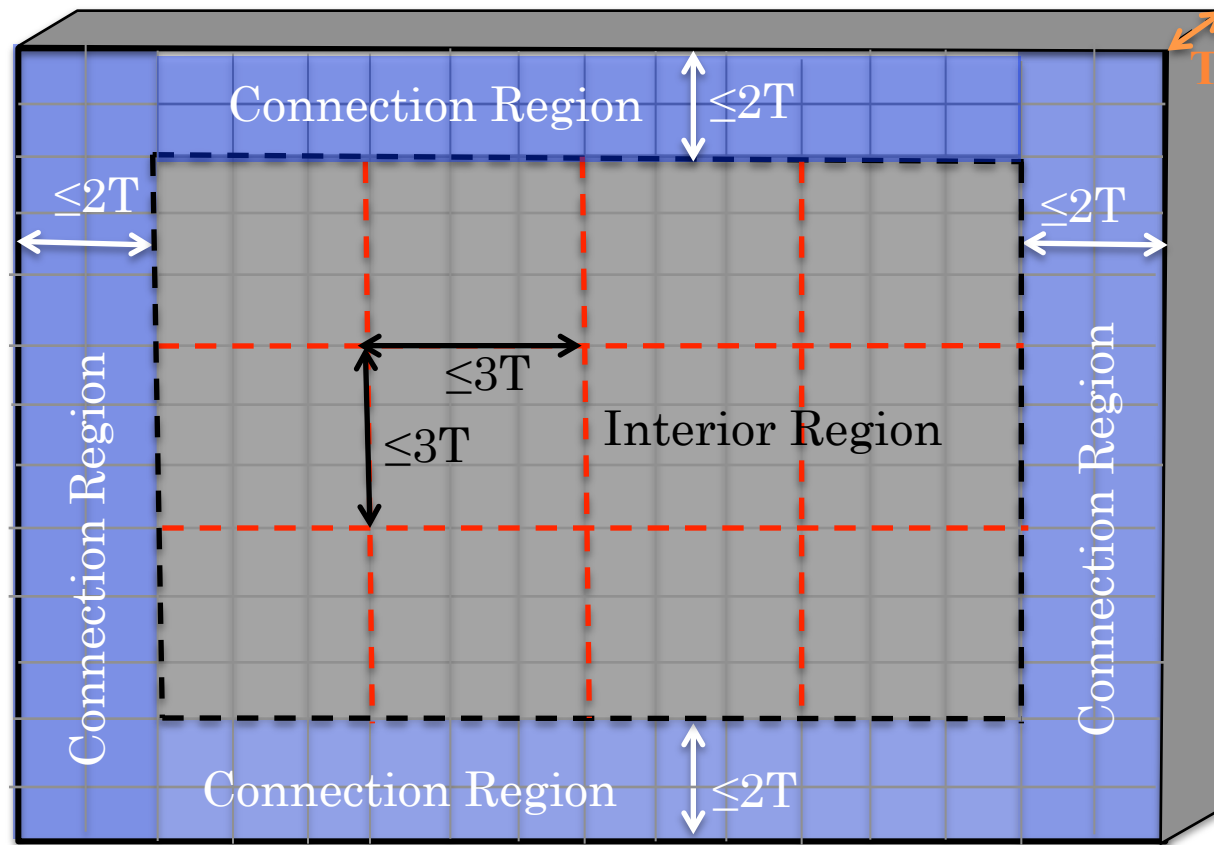 T
Connection Region
≤2T
≤2T
≤2T
≤3T
≤3T
Interior Region
Connection Region
Connection Region
Connection Region
≤2T